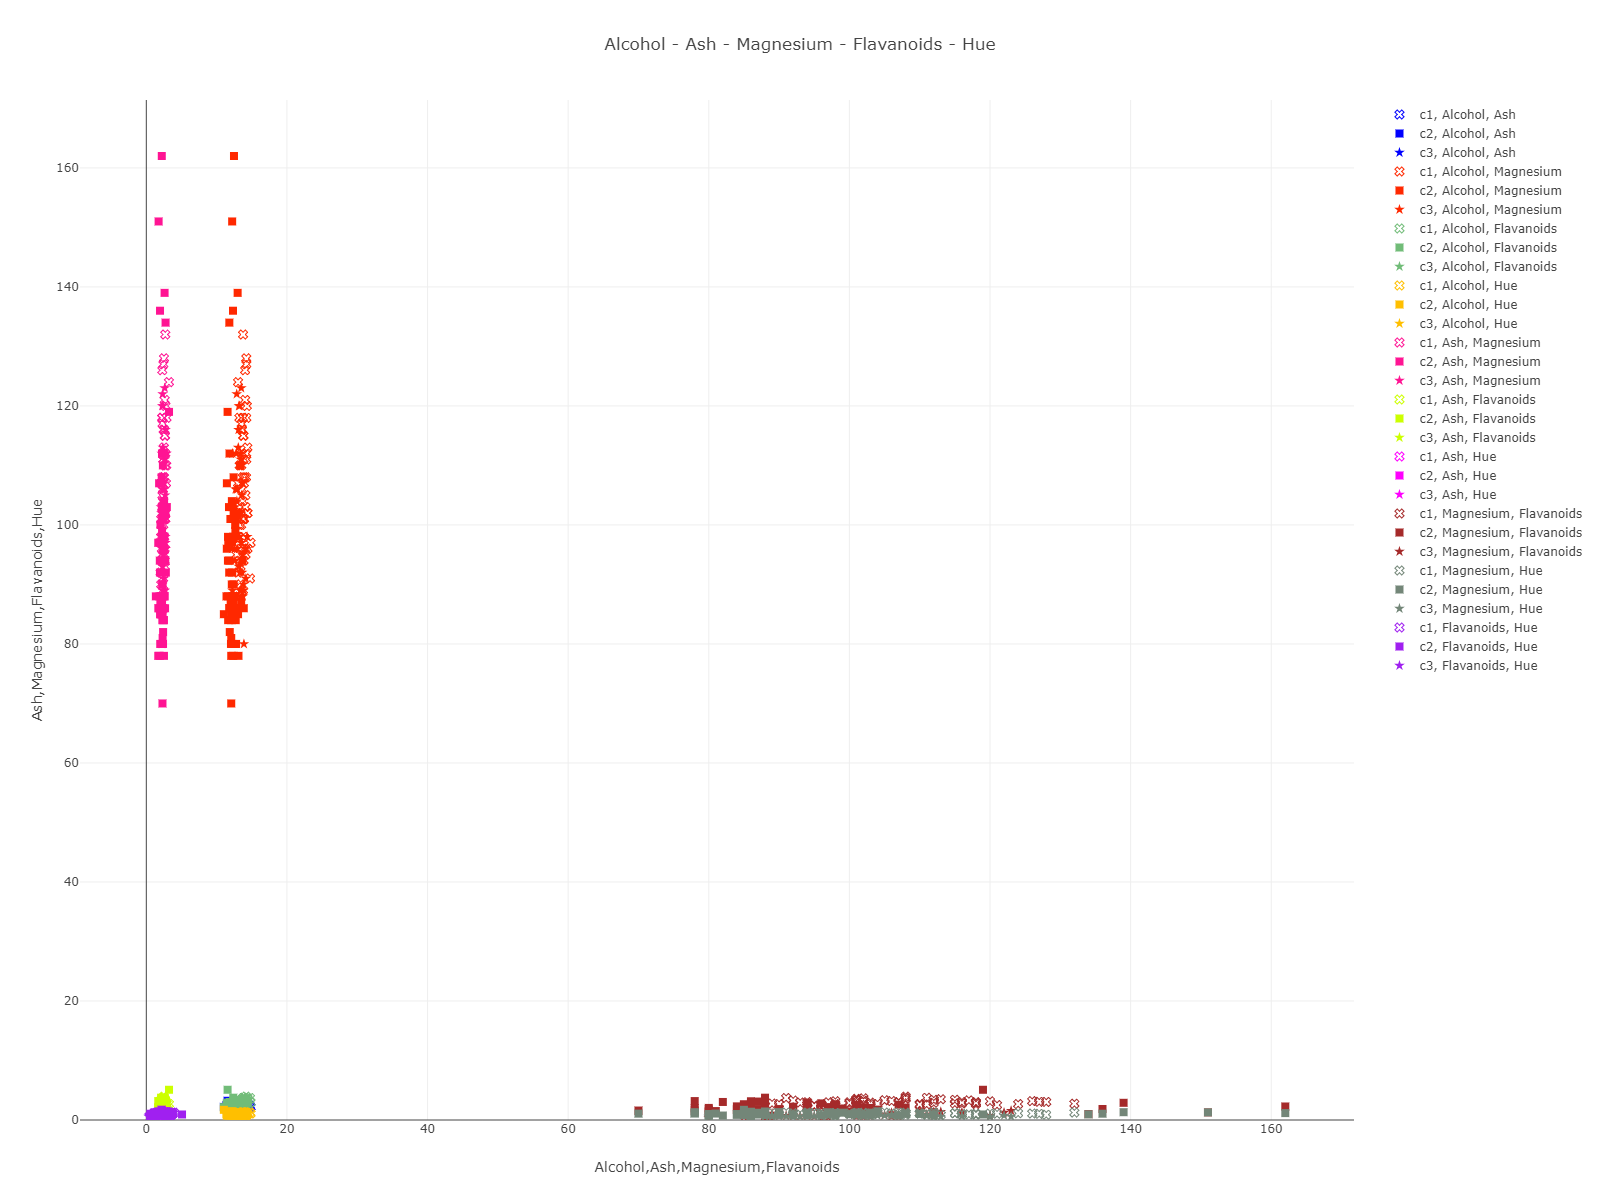 Alcohol - Ash - Magnesium - Flavanoids - Hue
c1, Alcohol, Ash
c2, Alcohol, Ash
c3, Alcohol, Ash
c1, Alcohol, Magnesium
c2, Alcohol, Magnesium
c3, Alcohol, Magnesium
c1, Alcohol, Flavanoids
c2, Alcohol, Flavanoids
c3, Alcohol, Flavanoids
c1, Alcohol, Hue
c2, Alcohol, Hue
c3, Alcohol, Hue
c1, Ash, Magnesium
c2, Ash, Magnesium
c3, Ash, Magnesium
c1, Ash, Flavanoids
c2, Ash, Flavanoids
c3, Ash, Flavanoids
c1, Ash, Hue
c2, Ash, Hue
c3, Ash, Hue
c1, Magnesium, Flavanoids
c2, Magnesium, Flavanoids
c3, Magnesium, Flavanoids
c1, Magnesium, Hue
c2, Magnesium, Hue
c3, Magnesium, Hue
c1, Flavanoids, Hue
c2, Flavanoids, Hue
c3, Flavanoids, Hue
160
140
120
100
80
60
40
20
0
Ash,Magnesium,Flavanoids,Hue
0 20 40 60 80 100 120 140 160
Alcohol,Ash,Magnesium,Flavanoids